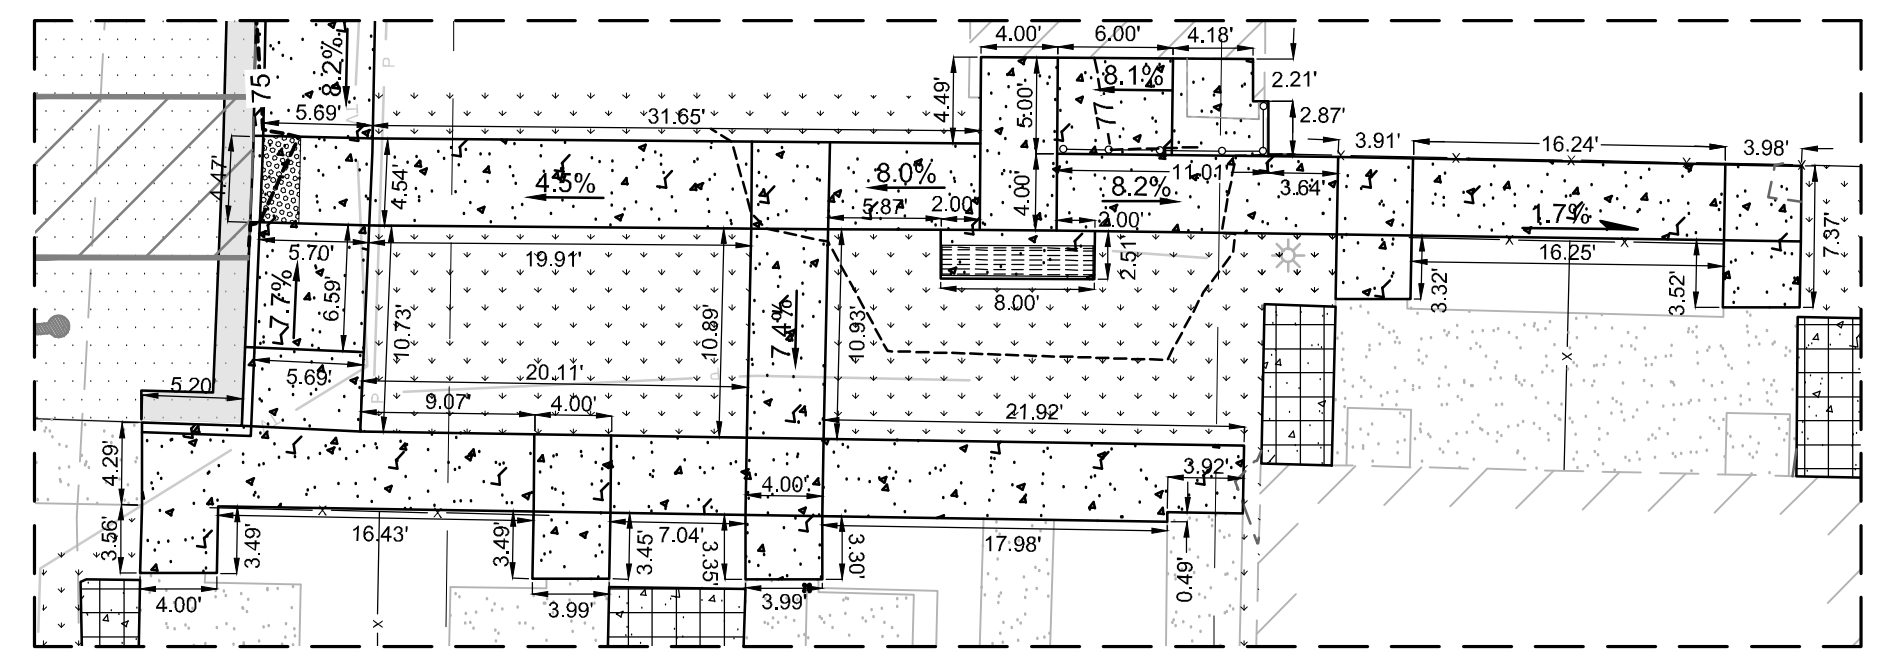 4.00' 6.00' 4.18'
8.2%
75
8.1%
2.21'
4.49' 5.00' 77 2.87'
5.69' 31.65'
3.91' 16.24' 3.98'
4.47' 4.54' 4.5% 8.0% 8.2% 11.01' 3.64'
5.87' 2.00' 4.00' 2.00' 1.7%
7.37'
5.70' 19.91' 2.51' 16.25'
7.7% 6.59' 10.73' 10.89' 7.4% 10.93' 8.00' 3.32' 3.52'
5.69' 20.11'
5.20'
9.07' 4.00' 21.92'
4.29' 4.00' 3.92'
3.56' 3.49' 16.43' 3.49' 3.45' 7.04' 3.35' 3.30' 17.98' 0.49'
4.00' 3.99' 3.99'